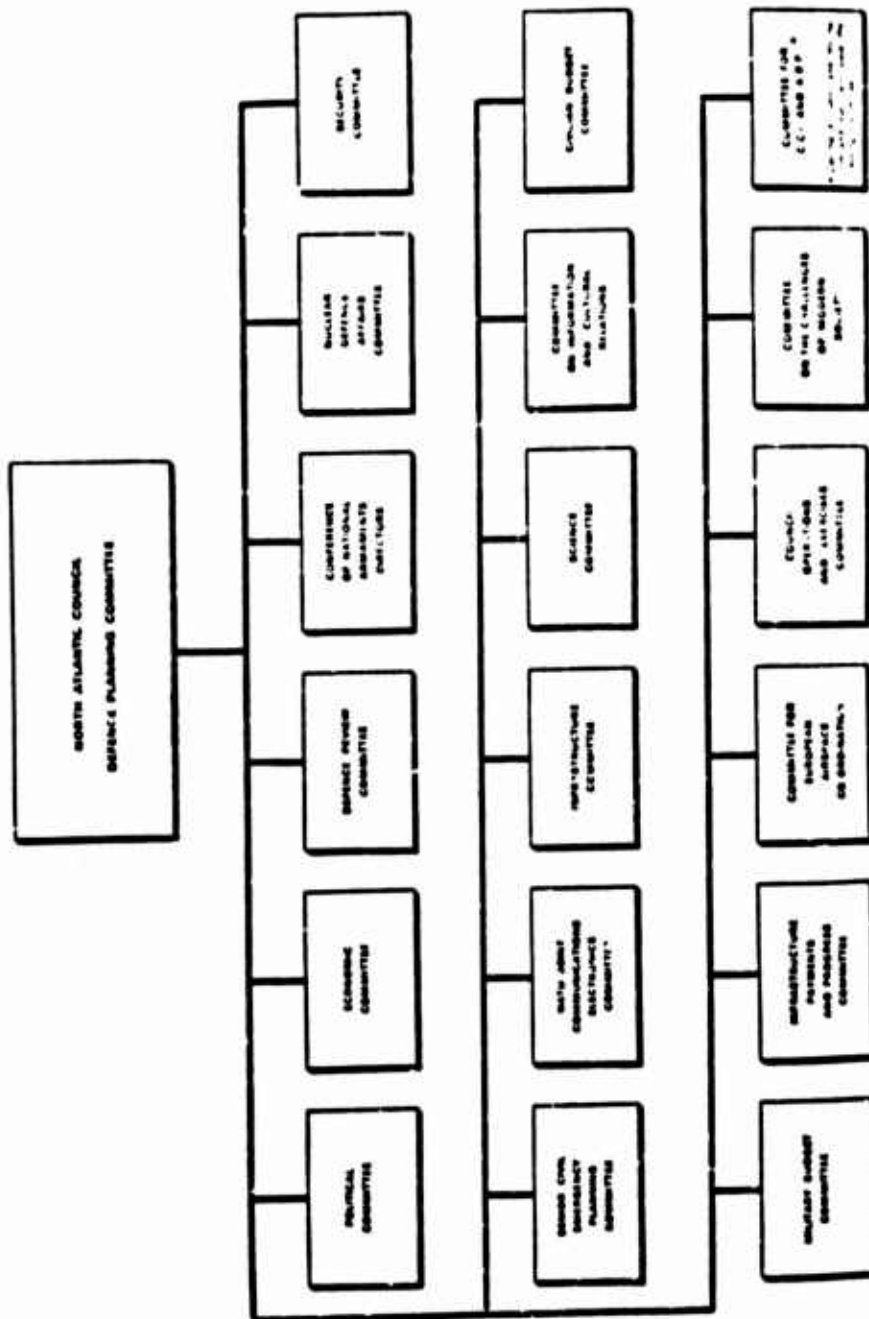 NORTH ATLANTIC COUNCIL
DEFENCE PLANNING COMMITTEE
POLITICAL
COMMITTEE
ECONOMIC
COMMITTEE
DEFENCE REVIEW
COMMITTEE
CONFERENCE
OF NATIONAL
ARMAMENTS
DIRECTORS
NUCLEAR
DEFENCE
AFFAIRS
COMMITTEE
SECURITY
COMMITTEE
SENIOR CIVIL
EMERGENCY
PLANNING
COMMITTEE
NATO JOINT
COMMUNICATIONS
ELECTRONICS
COMMITTEE
INFRASTRUCTURE
COMMITTEE
SCIENCE
COMMITTEE
COMMITTEE
ON INFORMATION
AND CULTURAL
RELATIONS
CIVILIAN BUDGET
COMMITTEE
MILITARY BUDGET
COMMITTEE
INFRASTRUCTURE
PAYMENTS
AND PROGRESS
COMMITTEE
COMMITTEE FOR
EUROPEAN
AIRSPACE
CO ORDINATION
COUNCIL
OPERATIONS
AND EXERCISES
COMMITTEE
COMMITTEE
ON THE CHALLENGES
OF MODERN
SOCIETY
COMMITTEE FOR
AND